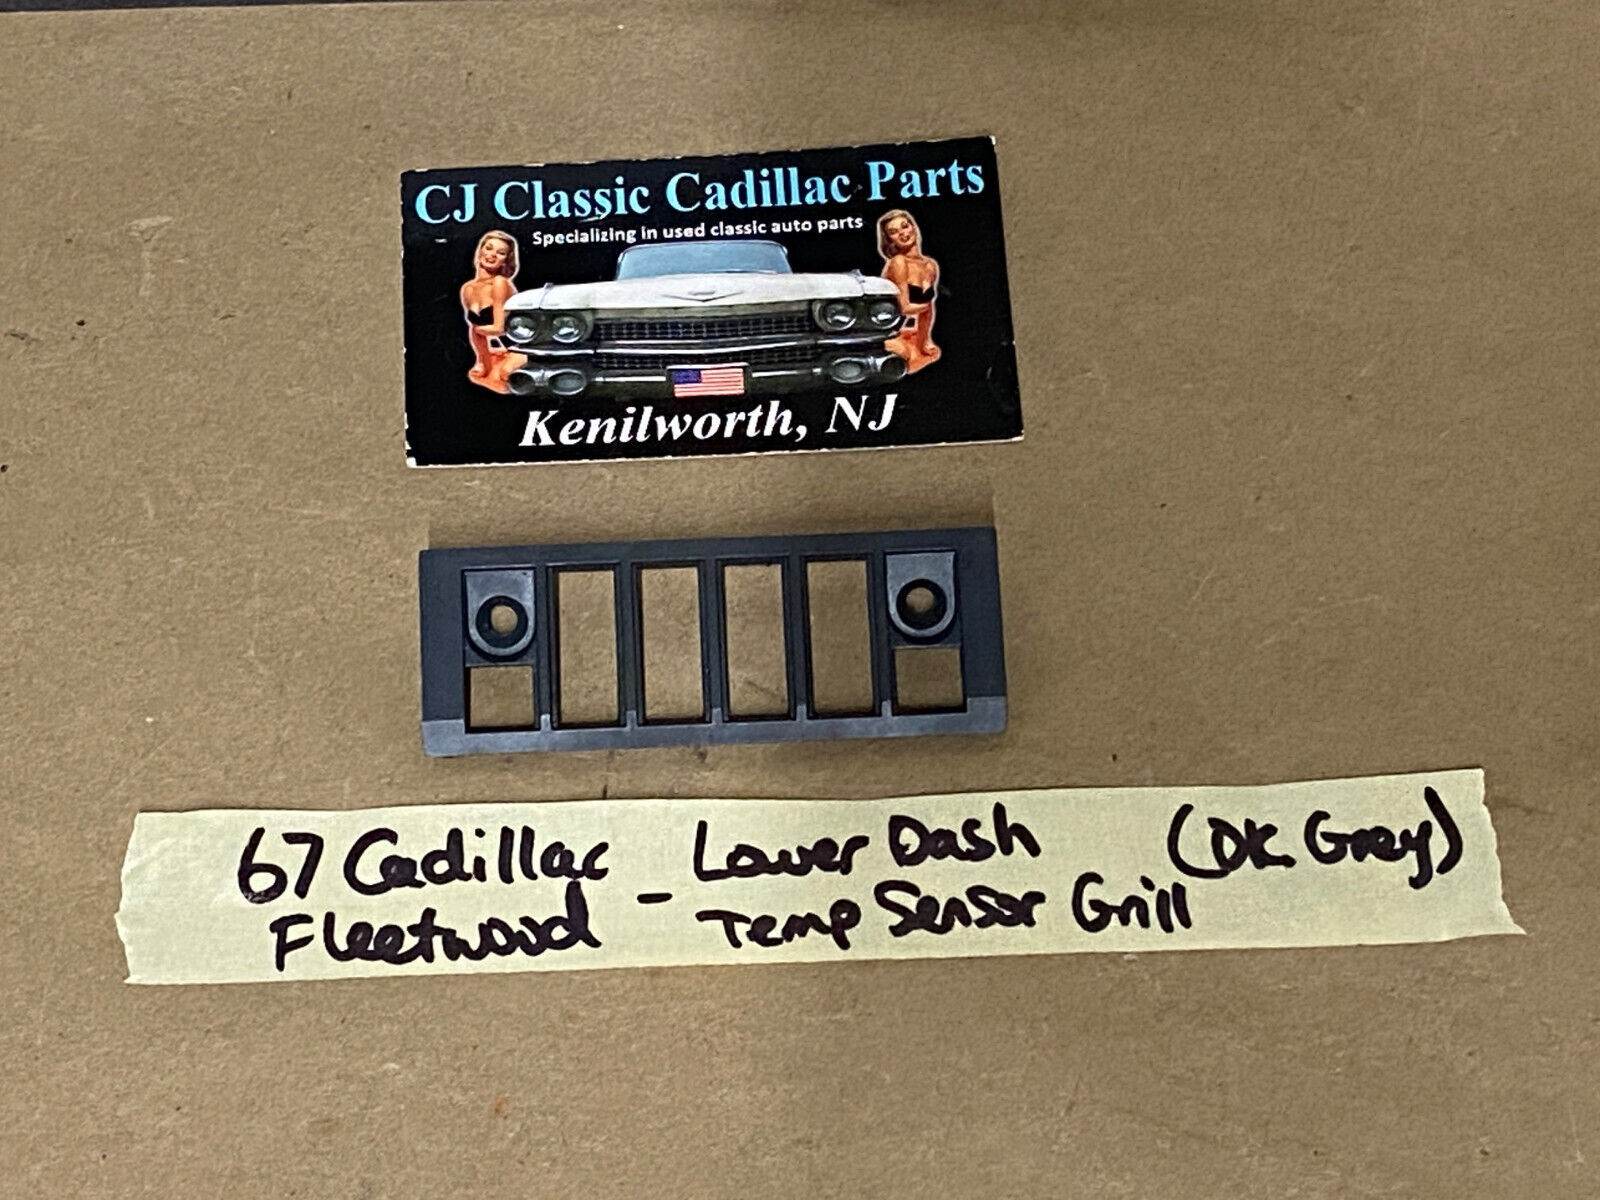 CJ Classic Cadillac Parts
Specializing in used classic auto parts
Kenilworth, NJ
67 Cadillac - Lower Dash (DK Grey)
Fleetwood Temp Sensor Grill